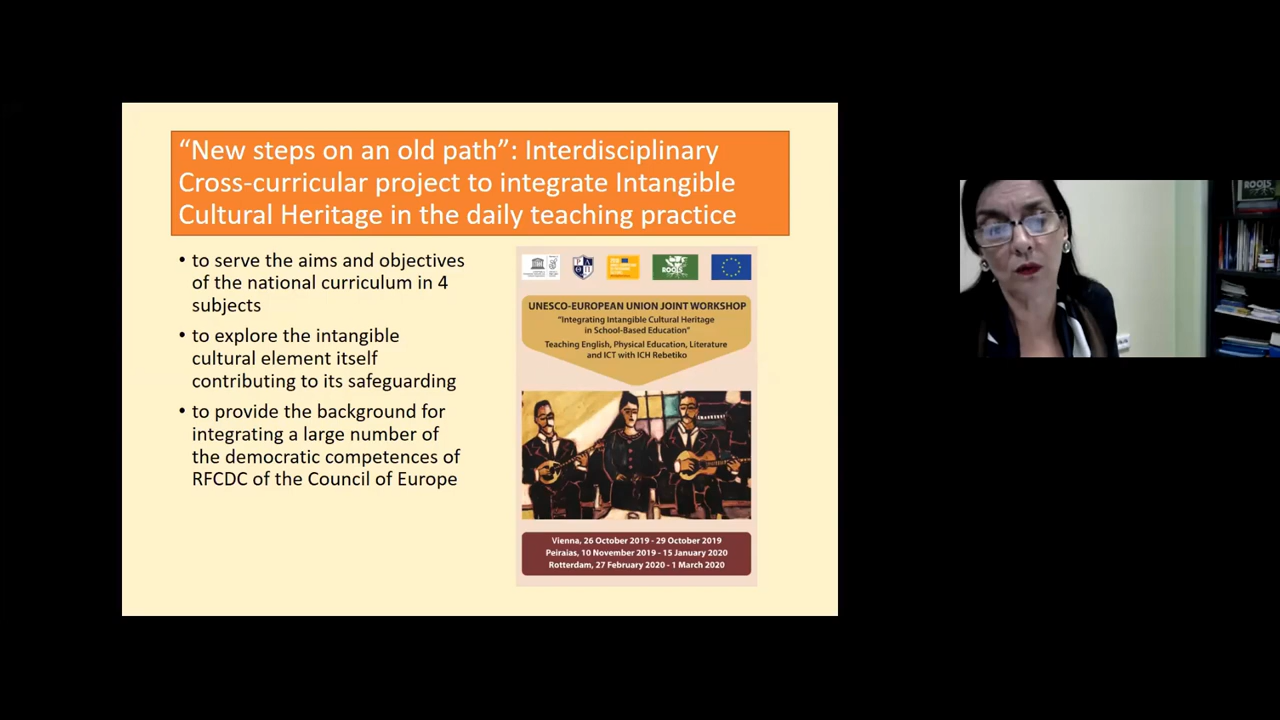 “New steps on an old path”: Interdisciplinary
Cross-curricular project to integrate Intangible
Cultural Heritage in the daily teaching practice
• to serve the aims and objectives
of the national curriculum in 4
subjects
• to explore the intangible
cultural element itself
contributing to its safeguarding
• to provide the background for
integrating a large number of
the democratic competences of
RFCDC of the Council of Europe
ROOTS
UNESCO-EUROPEAN UNION JOINT WORKSHOP
“Integrating Intangible Cultural Heritage
in School-Based Education”
Teaching English, Physical Education, Literature
and ICT with ICH Rebetiko
Vienna, 26 October 2019 - 29 October 2019
Peiraias, 10 November 2019 - 15 January 2020
Rotterdam, 27 February 2020 - 1 March 2020
ROOTS